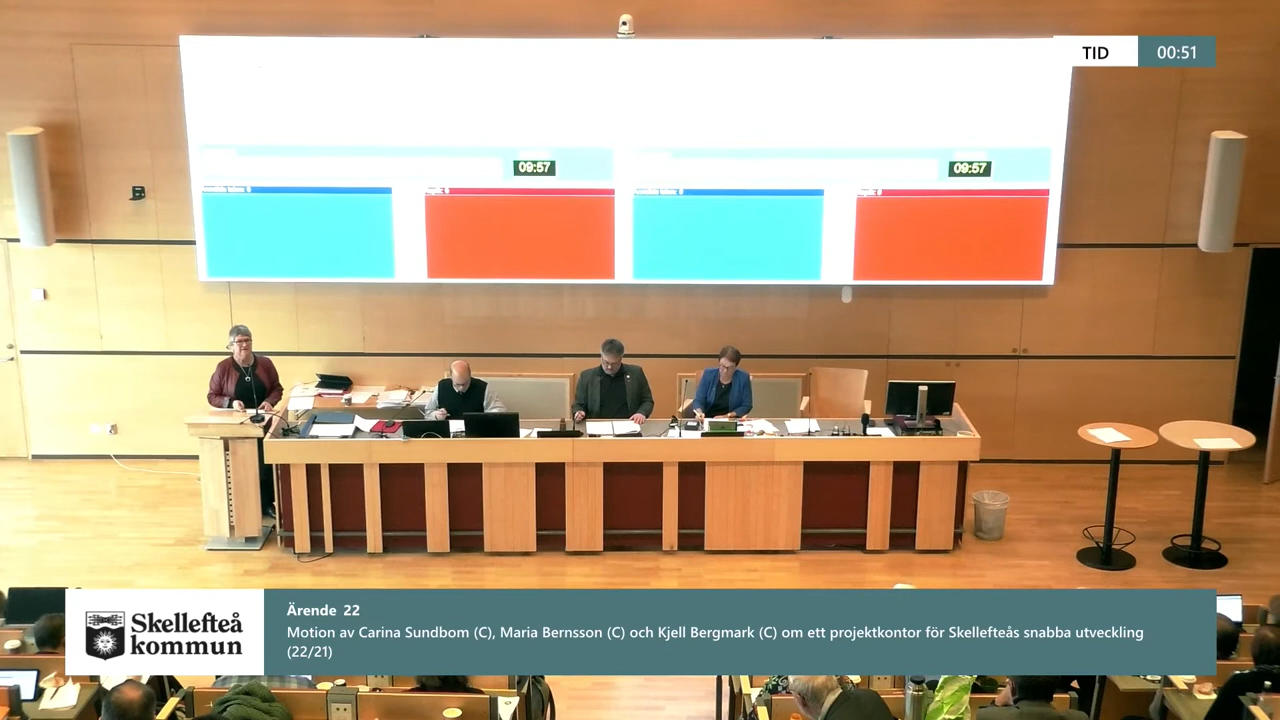 TID 00:51
09:57 09:57
Ärende 22
Skellefteå
kommun
Motion av Carina Sundbom (C), Maria Bernsson (C) och Kjell Bergmark (C) om ett projektkontor för Skellefteås snabba utveckling
(22/21)